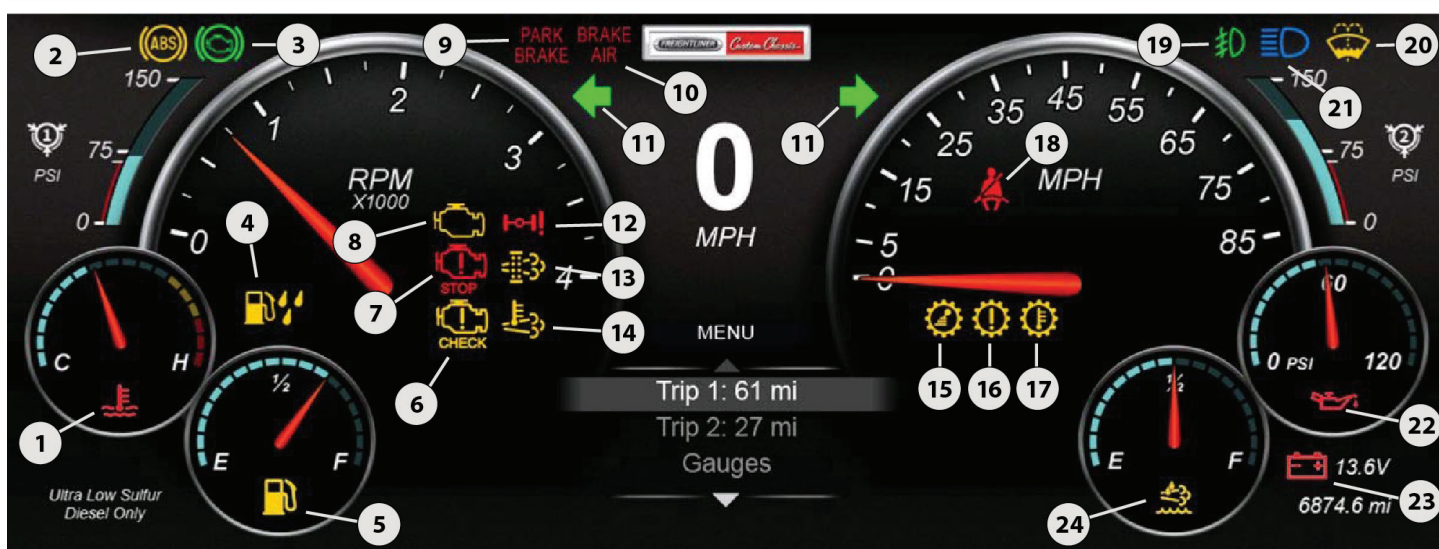 2
ABS
3
9
PARK BRAKE
BRAKE AIR
FREIGHTLINER
Custom Chassis
10
19
20
21
150
75
0
1
PSI
0
1
2
3
4
RPM
X1000
11
11
0
MPH
5
15
25
35
45
55
65
75
85
0
MPH
18
150
75
0
2
PSI
4
8
7
STOP
6
CHECK
12
13
14
15
16
17
C
H
1
E
½
F
5
Ultra Low Sulfur
Diesel Only
MENU
Trip 1: 61 mi
Trip 2: 27 mi
Gauges
E
½
F
24
60
0 PSI
120
22
13.6V
6874.6 mi
23